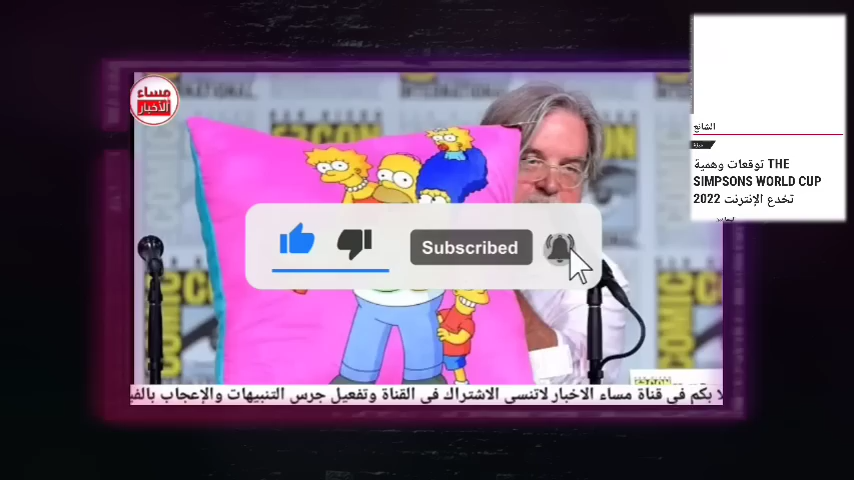 مساء
الأخبار
الشائع
توقعات وهمية THE
SIMPSONS WORLD CUP
2022 تخدع الإنترنت
Subscribed
COMIC
بكم في قناة مساء الاخبار لاتنسى الاشتراك في القناة وتفعيل جرس التنبيهات والإعجاب